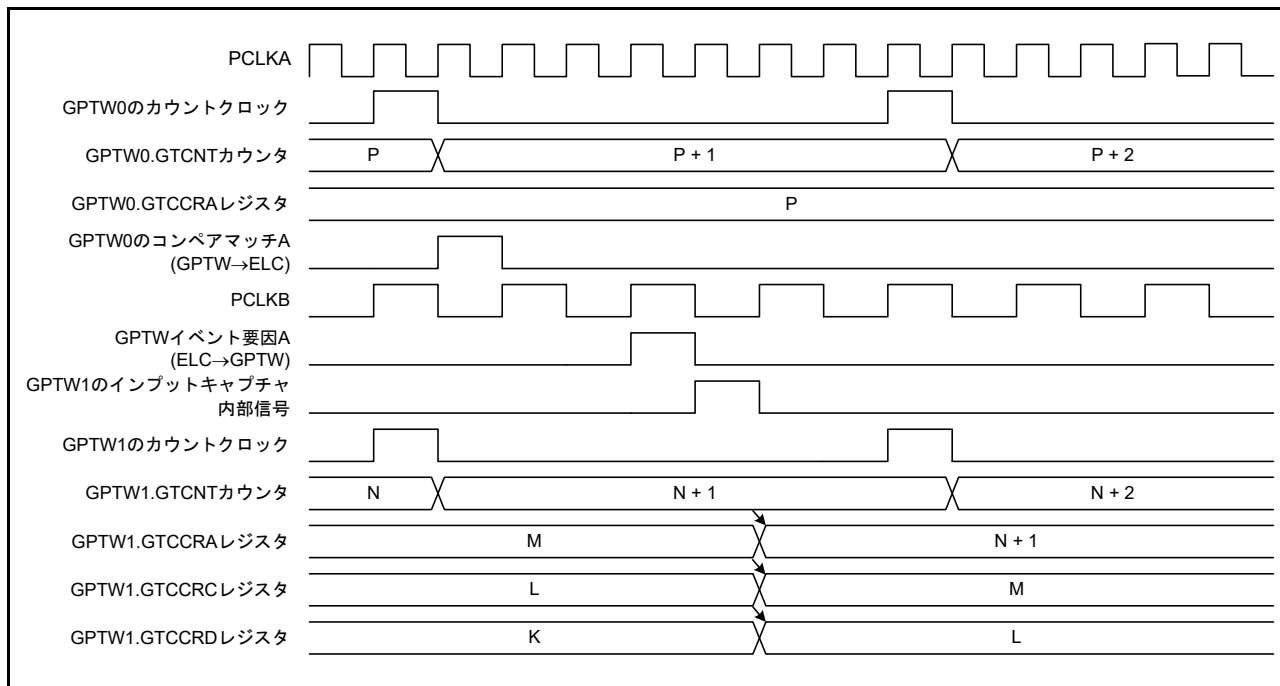 PCLKA
GPTW0のカウントクロック
GPTW0.GTCNTカウンタ
P
P + 1
P + 2
GPTW0.GTCCRAレジスタ
P
GPTW0のコンペアマッチA
(GPTW→ELC)
PCLKB
GPTWイベント要因A
(ELC→GPTW)
GPTW1のインプットキャプチャ
内部信号
GPTW1のカウントクロック
GPTW1.GTCNTカウンタ
N
N + 1
N + 2
GPTW1.GTCCRAレジスタ
M
N + 1
GPTW1.GTCCRCレジスタ
L
M
GPTW1.GTCCRDレジスタ
K
L